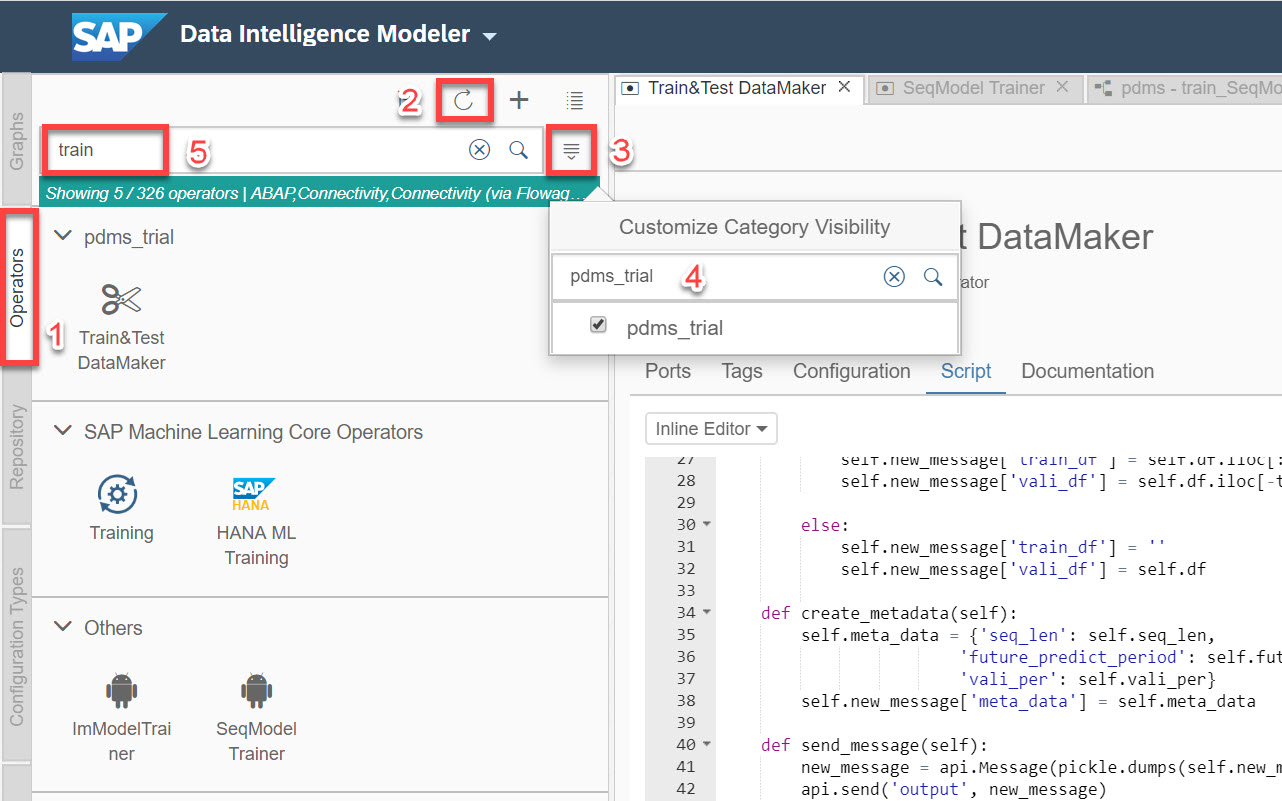 SAP Data Intelligence Modeler
Graphs
Operators
Repository
Configuration Types
1
2
3
train
5
Showing 5 / 326 operators | ABAP,Connectivity,Connectivity (via Flowag...
pdms_trial
Train&Test
DataMaker
SAP Machine Learning Core Operators
Training
SAP
HANA
HANA ML
Training
Others
ImModelTrai
ner
SeqModel
Trainer
Customize Category Visibility
pdms_trial
4
pdms_trial
Train&Test DataMaker
SeqModel Trainer
pdms - train_SeqMo
t DataMaker
ator
Ports Tags Configuration Script Documentation
Inline Editor
27 self.new_message['train_df'] = self.df.iloc[:
28 self.new_message['vali_df'] = self.df.iloc[-t
29
30 else:
31 self.new_message['train_df'] = ''
32 self.new_message['vali_df'] = self.df
33
34 def create_metadata(self):
35 self.meta_data = {'seq_len': self.seq_len,
36 'future_predict_period': self.fut
37 'vali_per': self.vali_per}
38 self.new_message['meta_data'] = self.meta_data
39
40 def send_message(self):
41 new_message = api.Message(pickle.dumps(self.new_m
42 api.send('output', new_message)